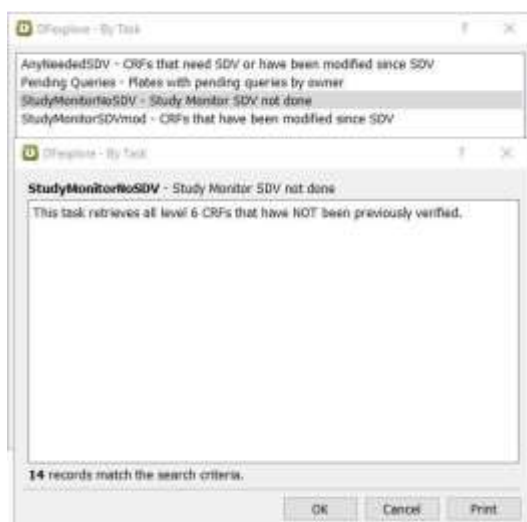 DFexplore - By Task
? ×
AnyNeededSDV - CRFs that need SDV or have been modified since SDV
Pending Queries - Plates with pending queries by owner
StudyMonitorNoSDV - Study Monitor SDV not done
StudyMonitorSDVmod - CRFs that have been modified since SDV
DFexplore - By Task
? ×
StudyMonitorNoSDV - Study Monitor SDV not done
This task retrieves all level 6 CRFs that have NOT been previously verified.
14 records match the search criteria.
OK Cancel Print